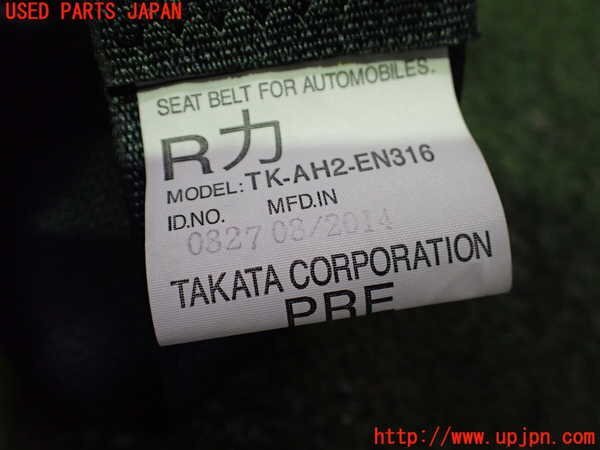 USED PARTS JAPAN
SEAT BELT FOR AUTOMOBILES.
R力
MODEL: TK-AH2-EN316
ID.NO. MFD.IN
0327 03/2014
TAKATA CORPORATION
PRE
http://www.upjpn.com/